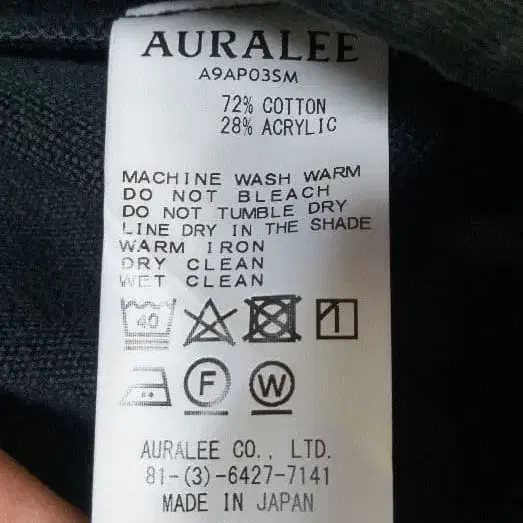 AURALEE
A9AP03SM
72% COTTON
28% ACRYLIC
MACHINE WASH WARM
DO NOT BLEACH
DO NOT TUMBLE DRY
LINE DRY IN THE SHADE
WARM IRON
DRY CLEAN
WET CLEAN
40
F W
AURALEE CO., LTD.
81-(3)-6427-7141
MADE IN JAPAN